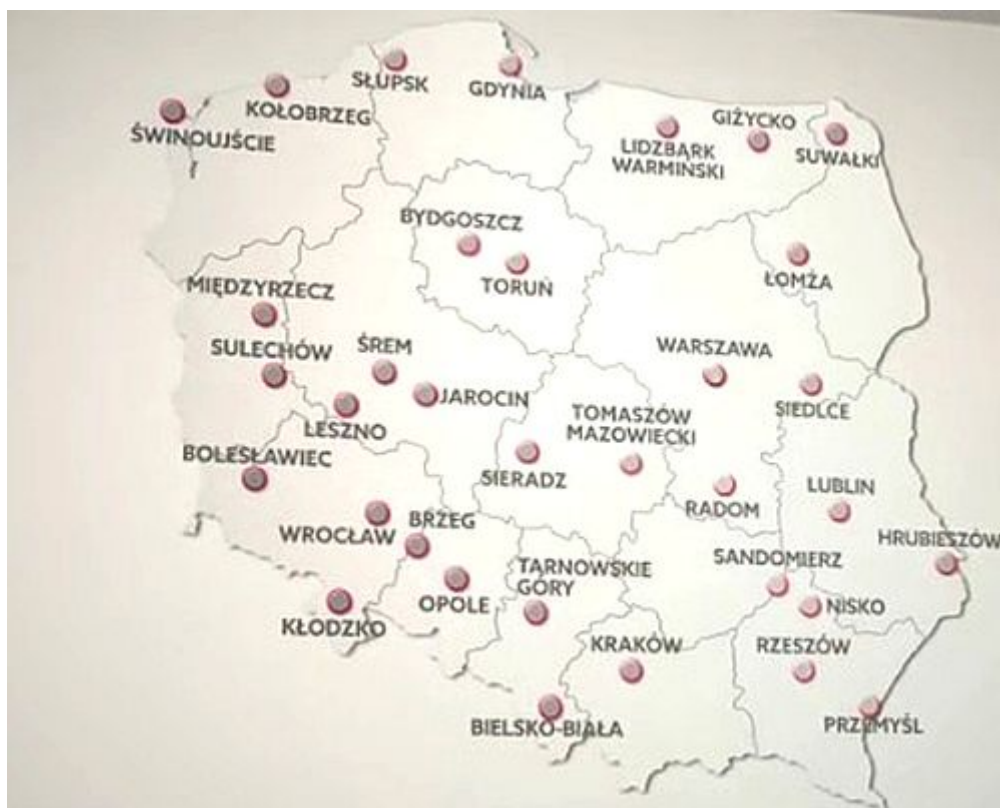 SŁUPSK
GDYNIA
KOŁOBRZEG
ŚWINOUJŚCIE
GIŻYCKO
LIDZBARK
WARMIŃSKI
SUWAŁKI
BYDGOSZCZ
TORUŃ
ŁOMŻA
MIĘDZYRZECZ
SULECHÓW
ŚREM
JAROCIN
LESZNO
WARSZAWA
SIEDLCE
TOMASZÓW
MAZOWIECKI
SIERADZ
BOLESŁAWIEC
RADOM
LUBLIN
WROCŁAW
BRZEG
HRUBIESZÓW
TARNOWSKIE
GÓRY
SANDOMIERZ
OPOLE
NISKO
KŁODZKO
KRAKÓW
RZESZÓW
BIELSKO-BIAŁA
PRZEMYŚL